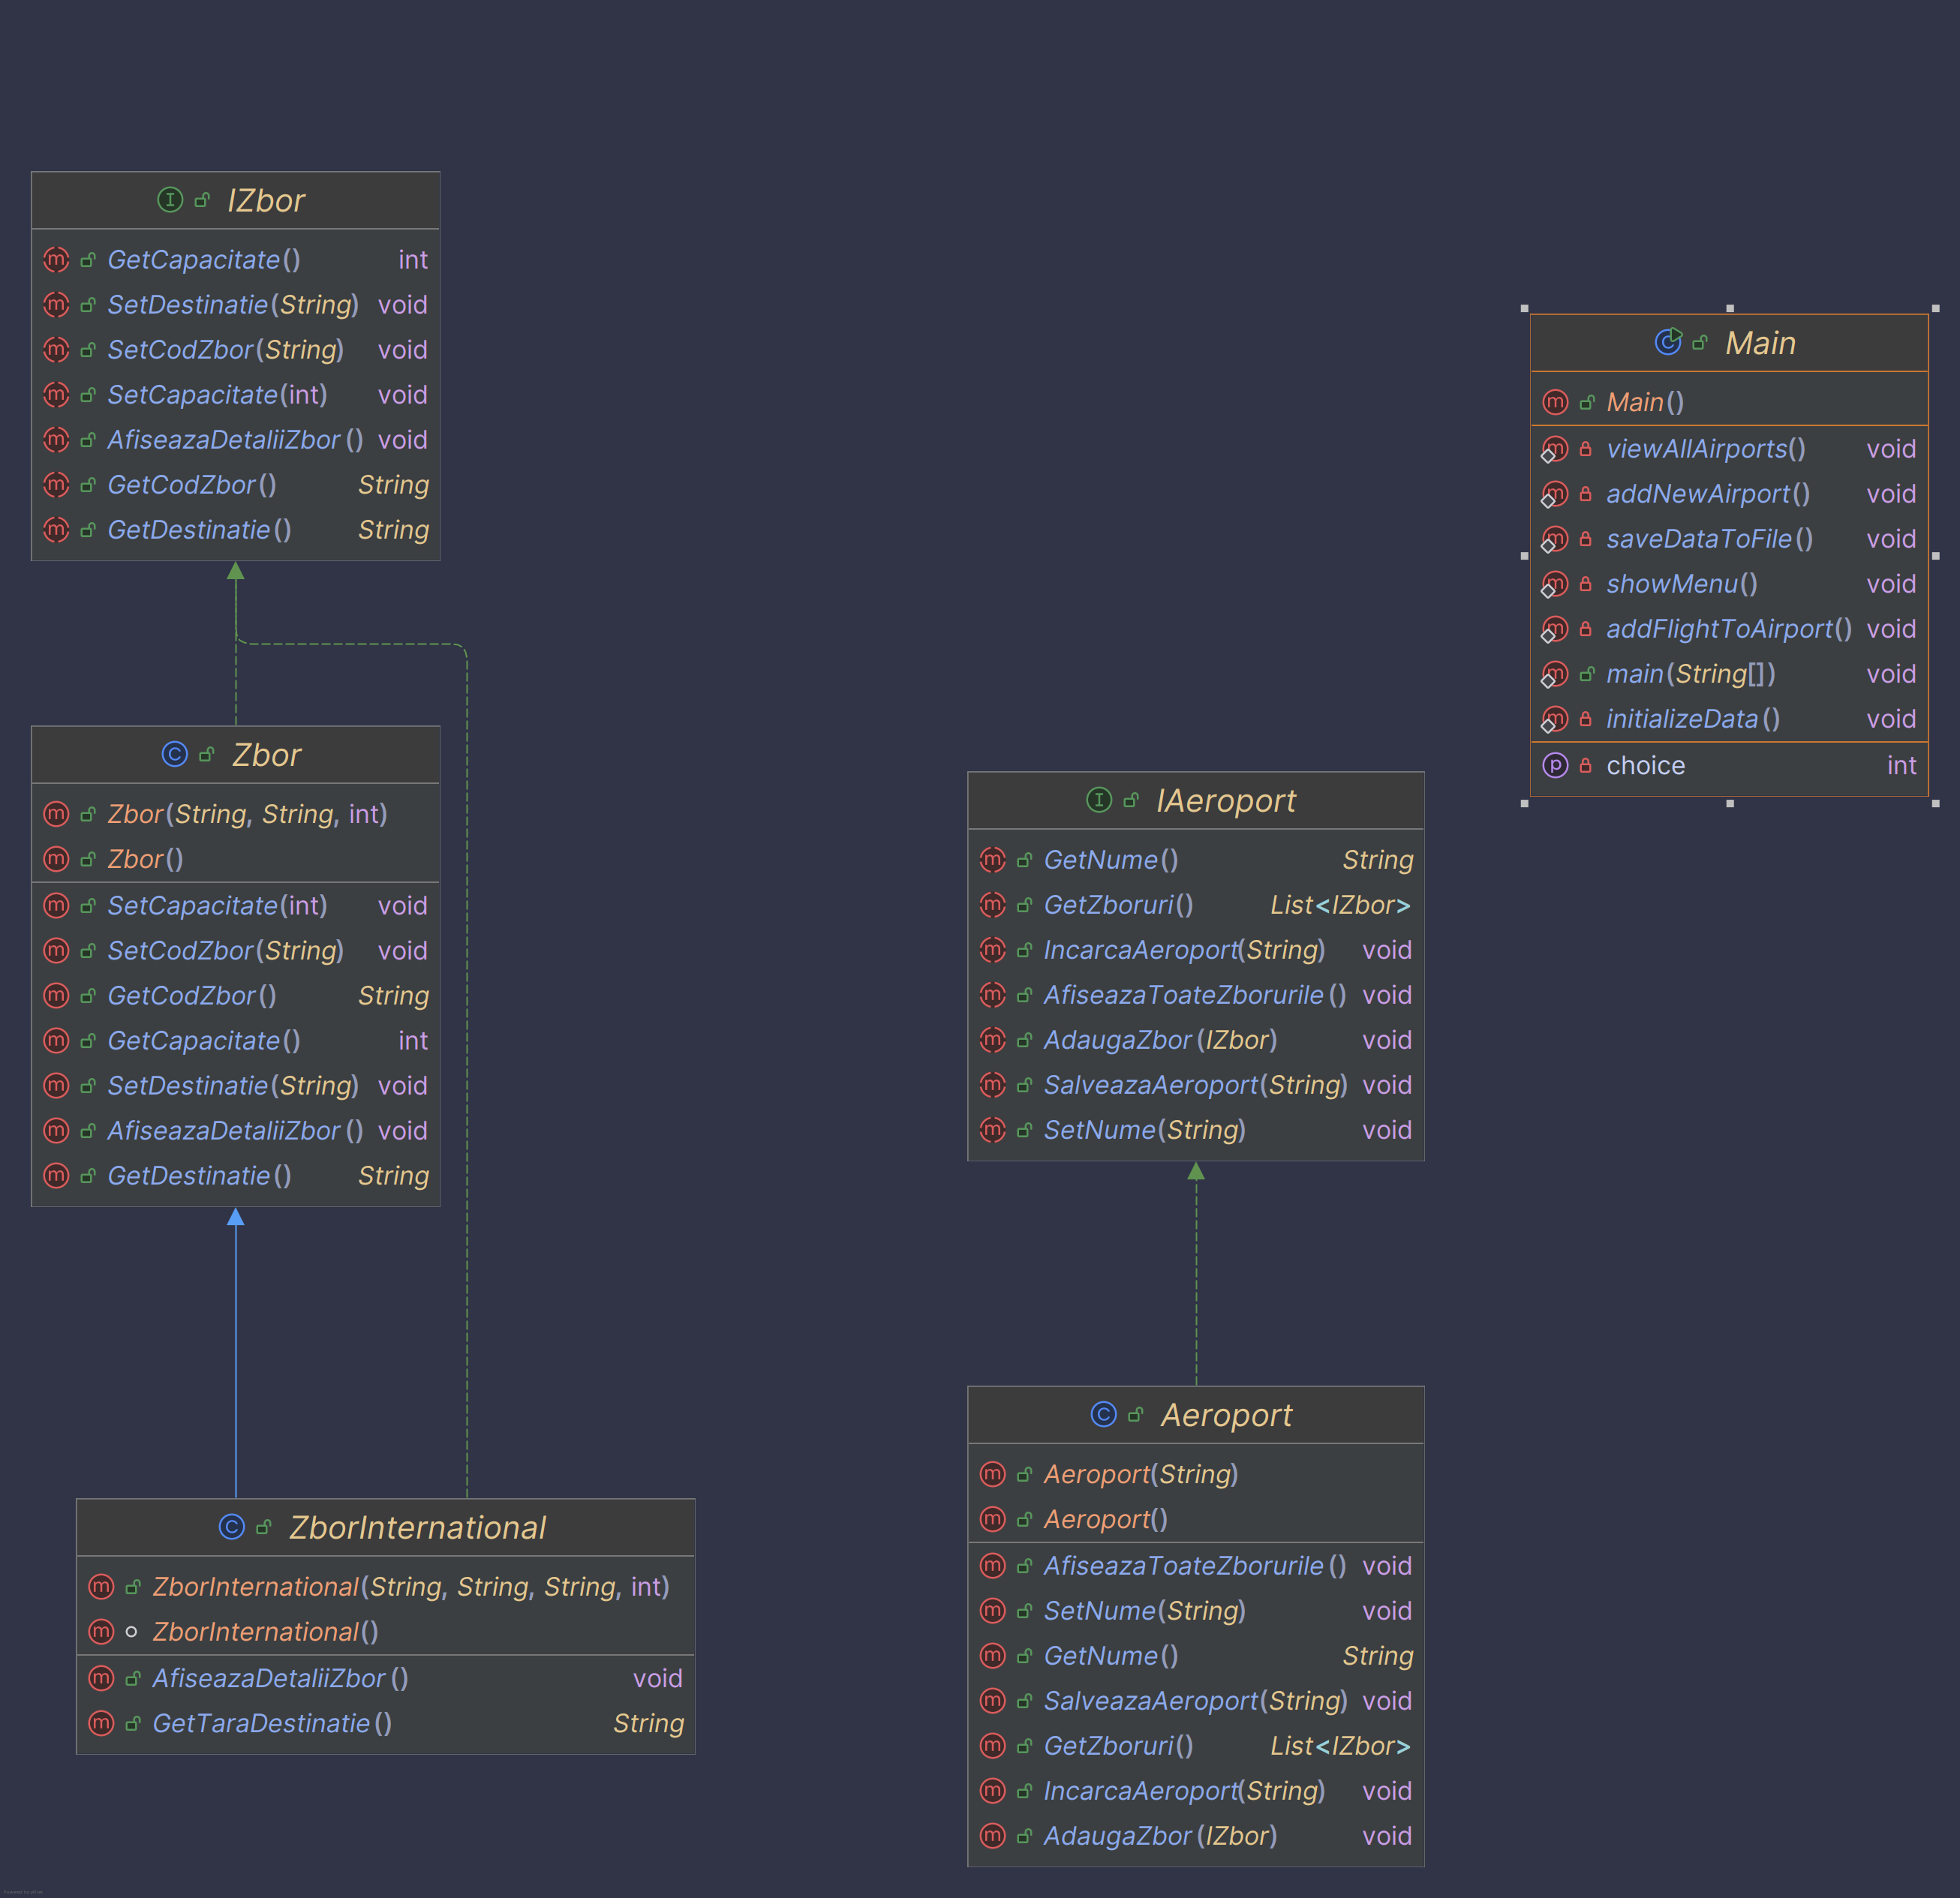 IZbor
GetCapacitate() int
SetDestinatie(String) void
SetCodZbor(String) void
SetCapacitate(int) void
AfiseazaDetaliiZbor() void
GetCodZbor() String
GetDestinatie() String
Zbor
Zbor(String, String, int)
Zbor()
SetCapacitate(int) void
SetCodZbor(String) void
GetCodZbor() String
GetCapacitate() int
SetDestinatie(String) void
AfiseazaDetaliiZbor() void
GetDestinatie() String
ZborInternational
ZborInternational(String, String, String, int)
ZborInternational()
AfiseazaDetaliiZbor() void
GetTaraDestinatie() String
IAeroport
GetNume() String
GetZboruri() List<IZbor>
IncarcaAeroport(String) void
AfiseazaToateZborurile() void
AdaugaZbor(IZbor) void
SalveazaAeroport(String) void
SetNume(String) void
Aeroport
Aeroport(String)
Aeroport()
AfiseazaToateZborurile() void
SetNume(String) void
GetNume() String
SalveazaAeroport(String) void
GetZboruri() List<IZbor>
IncarcaAeroport(String) void
AdaugaZbor(IZbor) void
Main
Main()
viewAllAirports() void
addNewAirport() void
saveDataToFile() void
showMenu() void
addFlightToAirport() void
main(String[]) void
initializeData() void
choice int